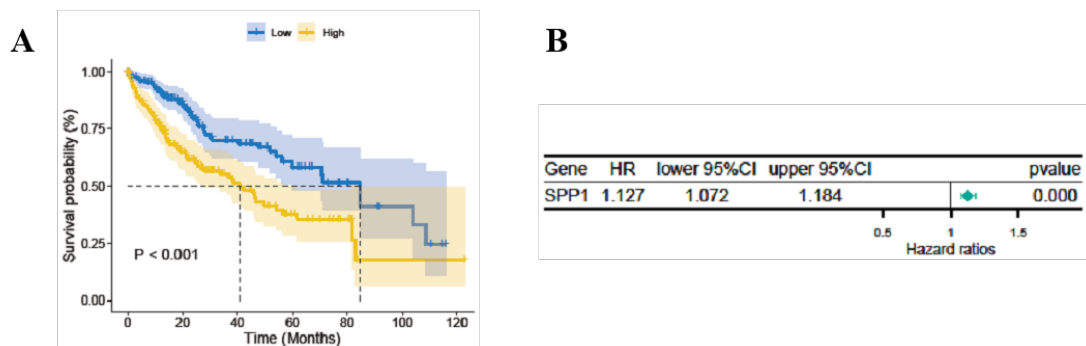 A
Low High
Survival probability (%)
1.00
0.75
0.50
0.25
0.00
P < 0.001
0 20 40 60 80 100 120
Time (Months)
B
Gene HR lower 95%CI upper 95%CI pvalue
SPP1 1.127 1.072 1.184 0.000
0.5 1 1.5
Hazard ratios